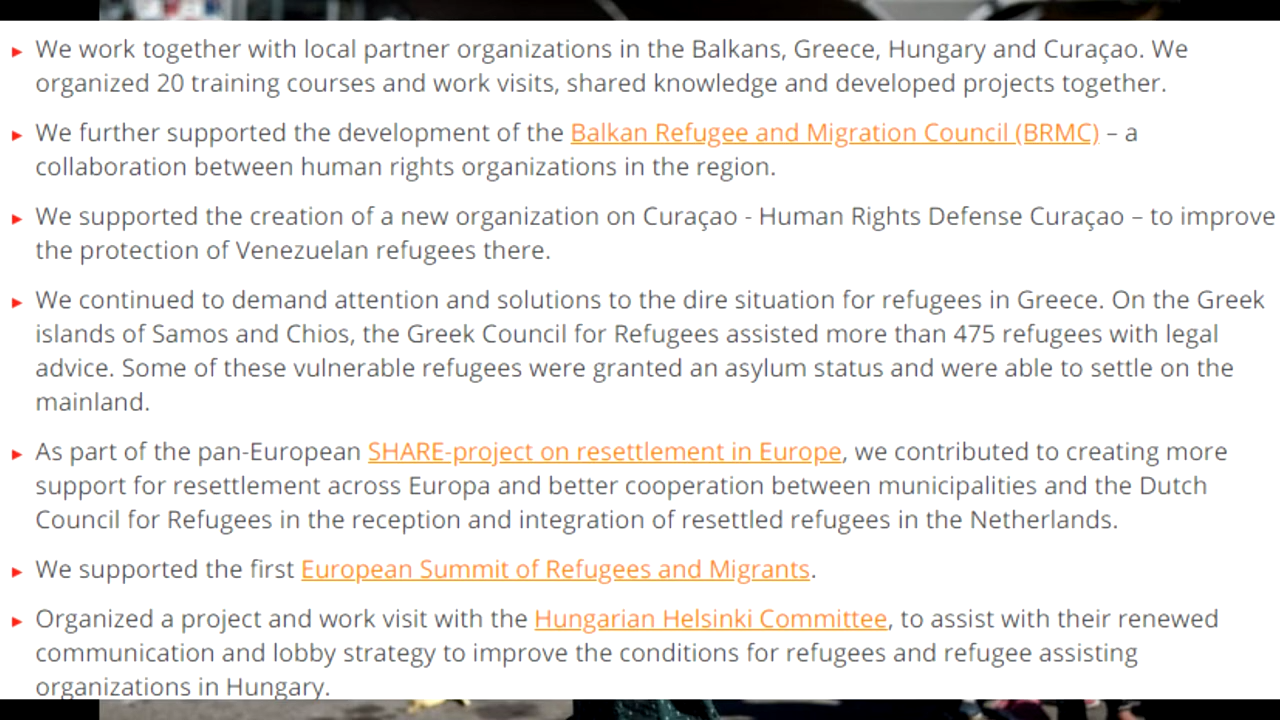 We work together with local partner organizations in the Balkans, Greece, Hungary and Curaçao. We
organized 20 training courses and work visits, shared knowledge and developed projects together.
We further supported the development of the Balkan Refugee and Migration Council (BRMC) – a
collaboration between human rights organizations in the region.
We supported the creation of a new organization on Curaçao - Human Rights Defense Curaçao – to improve
the protection of Venezuelan refugees there.
We continued to demand attention and solutions to the dire situation for refugees in Greece. On the Greek
islands of Samos and Chios, the Greek Council for Refugees assisted more than 475 refugees with legal
advice. Some of these vulnerable refugees were granted an asylum status and were able to settle on the
mainland.
As part of the pan-European SHARE-project on resettlement in Europe, we contributed to creating more
support for resettlement across Europa and better cooperation between municipalities and the Dutch
Council for Refugees in the reception and integration of resettled refugees in the Netherlands.
We supported the first European Summit of Refugees and Migrants.
Organized a project and work visit with the Hungarian Helsinki Committee, to assist with their renewed
communication and lobby strategy to improve the conditions for refugees and refugee assisting
organizations in Hungary.